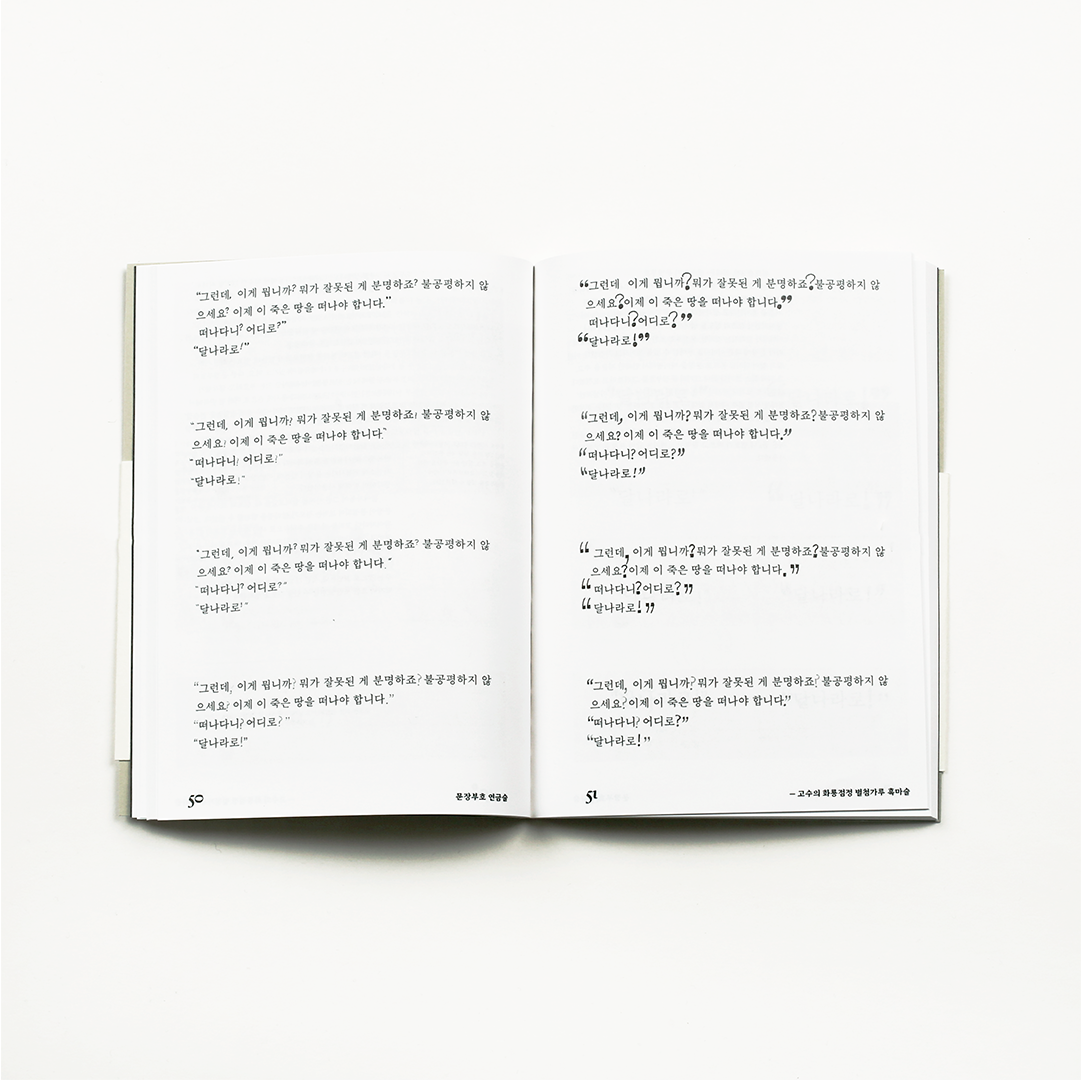 “그런데, 이게 뭡니까? 뭐가 잘못된 게 분명하죠? 불공평하지 않
으세요? 이제 이 죽은 땅을 떠나야 합니다.”
떠나다니? 어디로?”
“달나라로!”
“그런데, 이게 뭡니까? 뭐가 잘못된 게 분명하죠? 불공평하지 않
으세요? 이제 이 죽은 땅을 떠나야 합니다.”
“떠나다니? 어디로?”
“달나라로!”
“그런데, 이게 뭡니까? 뭐가 잘못된 게 분명하죠? 불공평하지 않
으세요? 이제 이 죽은 땅을 떠나야 합니다.”
“떠나다니? 어디로?”
“달나라로!”
“그런데, 이게 뭡니까? 뭐가 잘못된 게 분명하죠? 불공평하지 않
으세요? 이제 이 죽은 땅을 떠나야 합니다.”
“떠나다니? 어디로?”
“달나라로!”
50 문장부호 연금술
“그런데 이게 뭡니까? 뭐가 잘못된 게 분명하죠? 불공평하지 않
으세요? 이제 이 죽은 땅을 떠나야 합니다.”
떠나다니? 어디로?”
“달나라로!”
“그런데, 이게 뭡니까? 뭐가 잘못된 게 분명하죠? 불공평하지 않
으세요? 이제 이 죽은 땅을 떠나야 합니다.”
“떠나다니? 어디로?”
“달나라로!”
“그런데, 이게 뭡니까? 뭐가 잘못된 게 분명하죠? 불공평하지 않
으세요? 이제 이 죽은 땅을 떠나야 합니다.”
“떠나다니? 어디로?”
“달나라로!”
“그런데, 이게 뭡니까? 뭐가 잘못된 게 분명하죠? 불공평하지 않
으세요? 이제 이 죽은 땅을 떠나야 합니다.”
“떠나다니? 어디로?”
“달나라로!”
51 — 고수의 화룡점정 별첨가루 흑마술